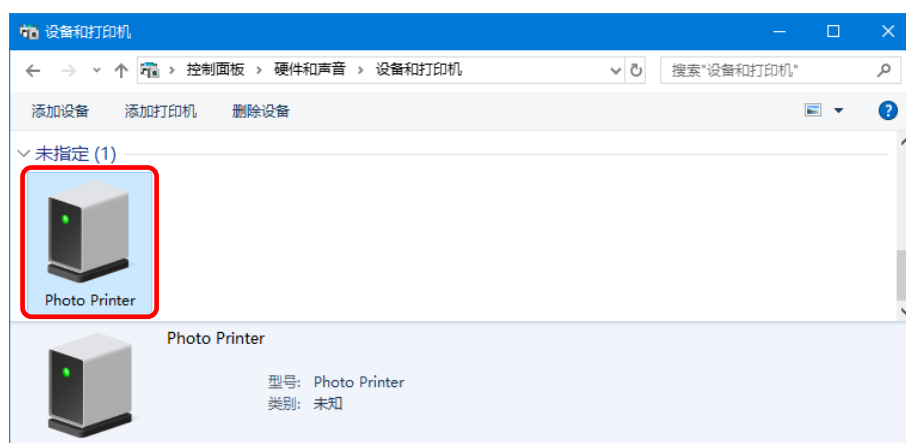 设备和打印机
控制面板 › 硬件和声音 › 设备和打印机
搜索"设备和打印机"
添加设备 添加打印机 删除设备
未指定 (1)
Photo Printer
Photo Printer
型号: Photo Printer
类别: 未知